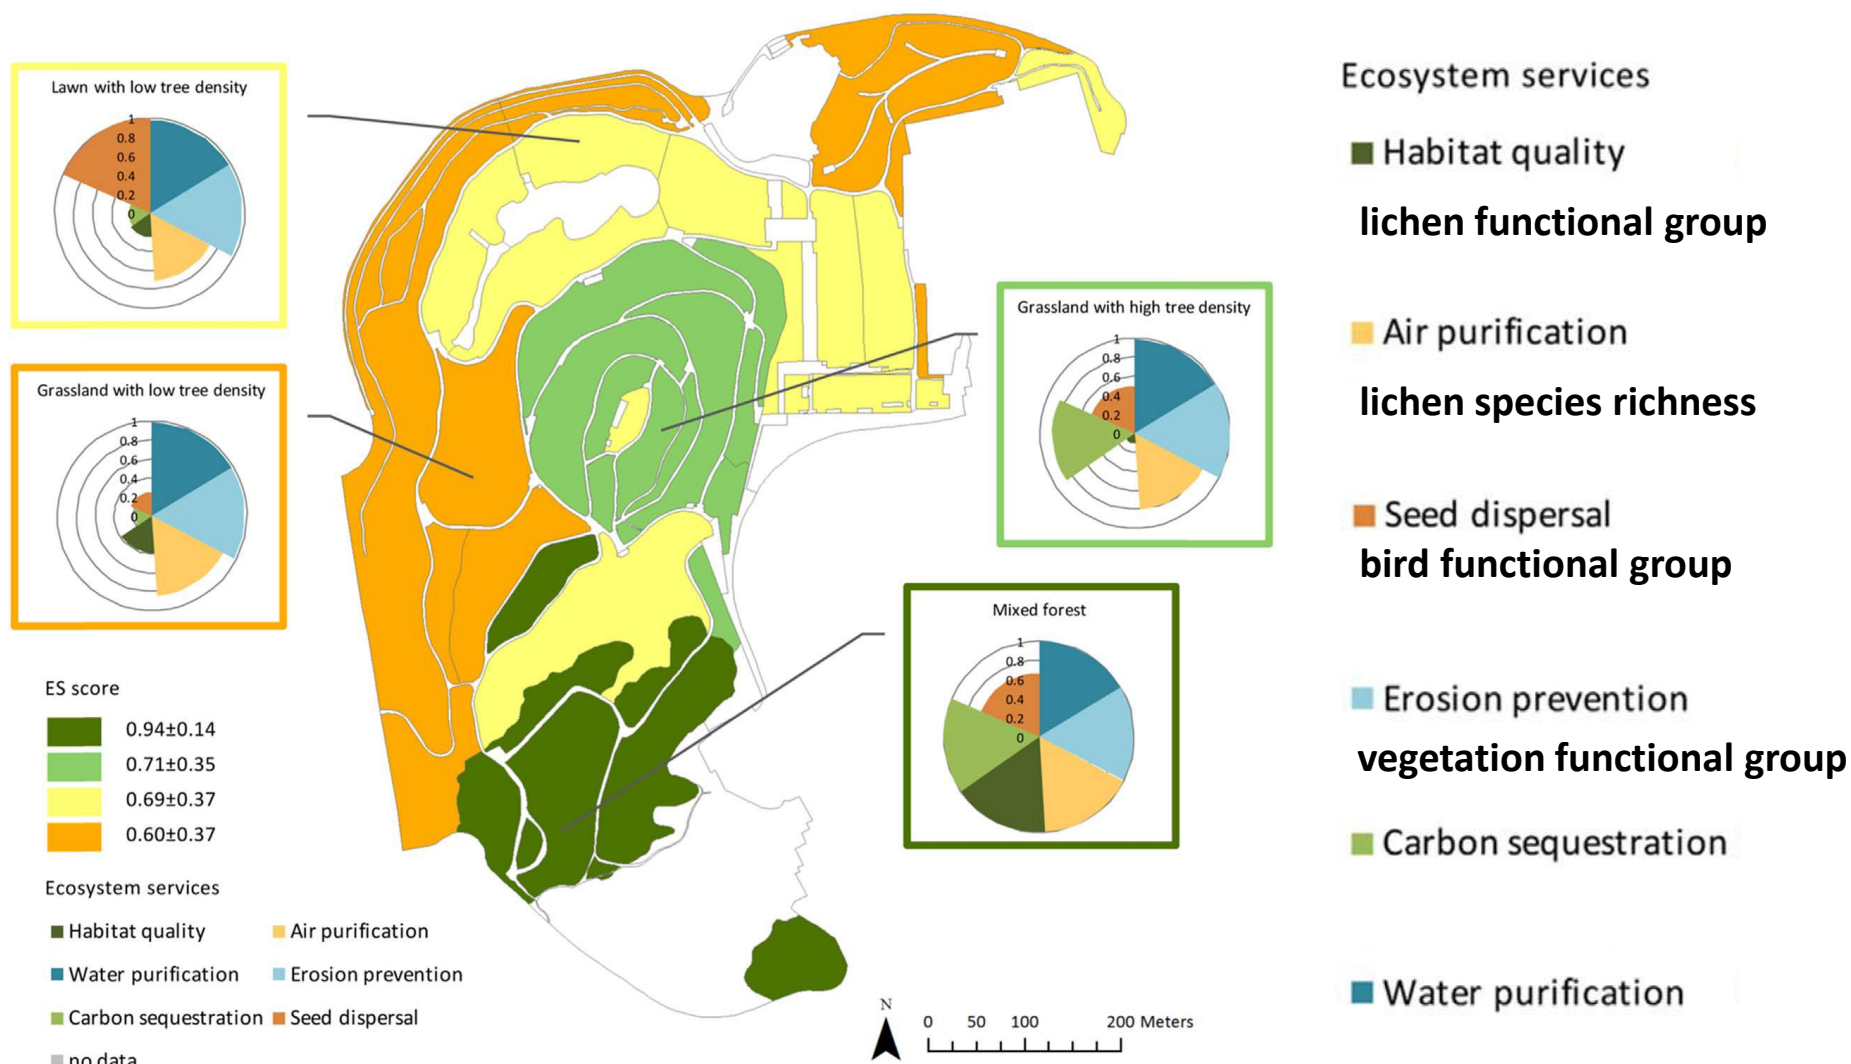 Lawn with low tree density
1
0.8
0.6
0.4
0.2
0
Grassland with low tree density
1
0.8
0.6
0.4
0.2
0
Grassland with high tree density
1
0.8
0.6
0.4
0.2
0
Mixed forest
1
0.8
0.6
0.4
0.2
0
ES score
0.94±0.14
0.71±0.35
0.69±0.37
0.60±0.37
Ecosystem services
Habitat quality Air purification
Water purification Erosion prevention
Carbon sequestration Seed dispersal
no data
N
0 50 100 200 Meters
Ecosystem services
Habitat quality
lichen functional group
Air purification
lichen species richness
Seed dispersal
bird functional group
Erosion prevention
vegetation functional group
Carbon sequestration
Water purification